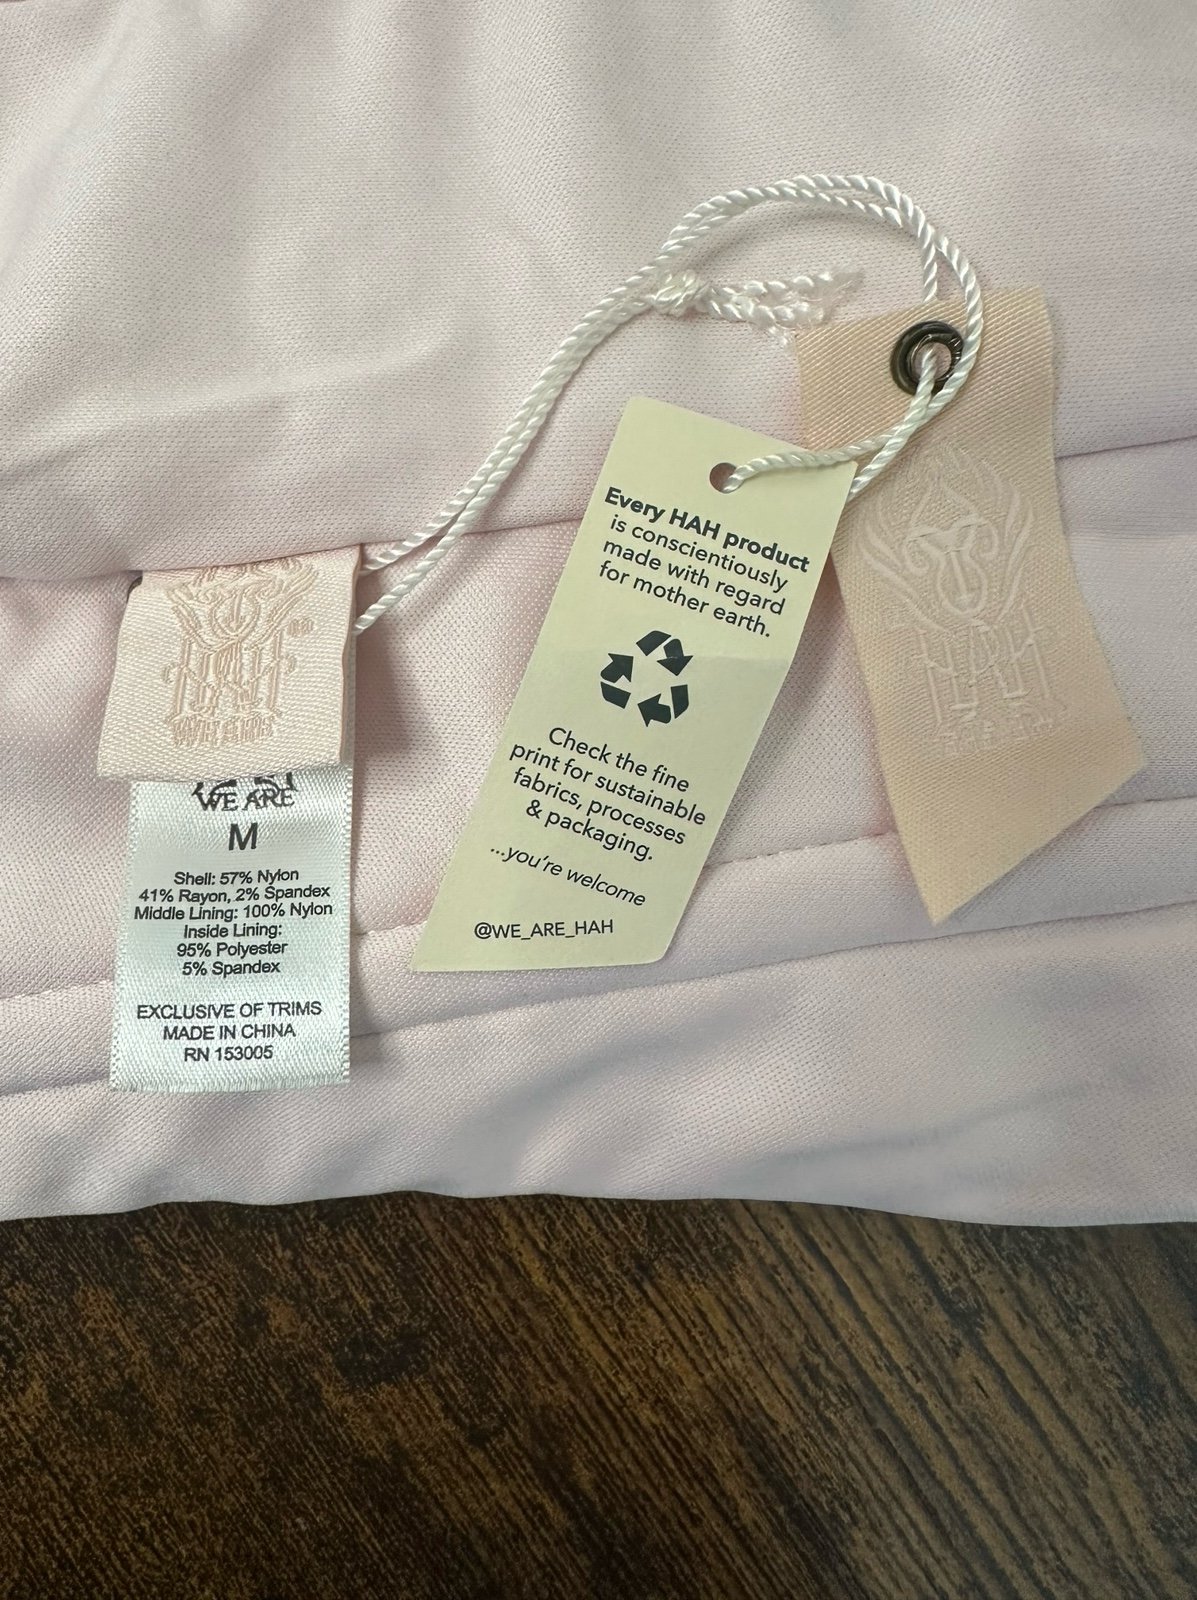 WE ARE
WE ARE
M
Shell: 57% Nylon
41% Rayon, 2% Spandex
Middle Lining: 100% Nylon
Inside Lining:
95% Polyester
5% Spandex
EXCLUSIVE OF TRIMS
MADE IN CHINA
RN 153005
Every HAH product
is conscientiously
made with regard
for mother earth.
Check the fine
print for sustainable
fabrics, processes
& packaging.
...you're welcome
@WE_ARE_HAH